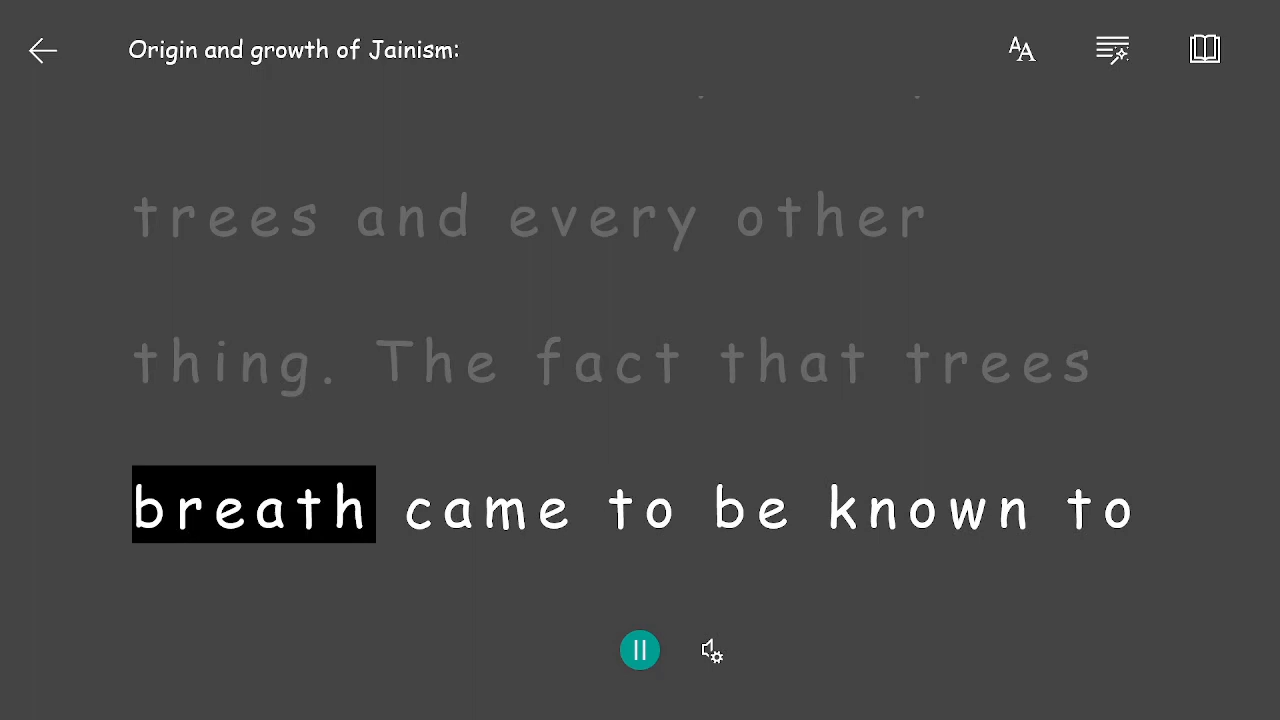 Origin and growth of Jainism:
trees and every other
thing. The fact that trees
breath came to be known to